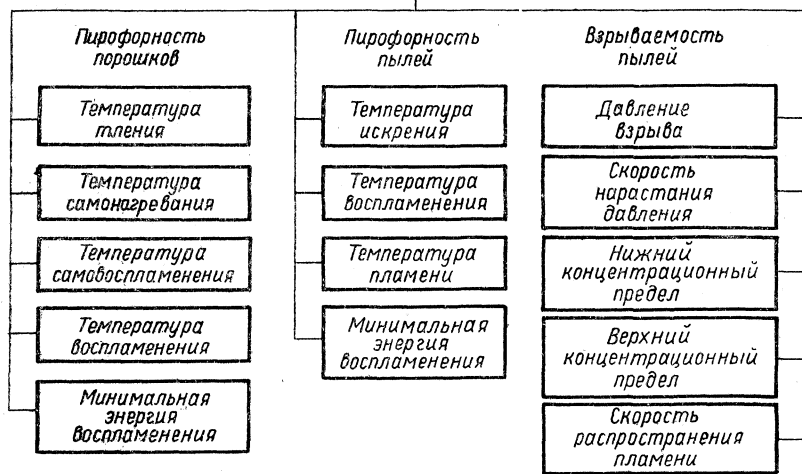 Пирофорность
порошков
Температура
тления
Температура
самонагревания
Температура
самовоспламенения
Температура
воспламенения
Минимальная
энергия
воспламенения
Пирофорность
пылей
Температура
искрения
Температура
воспламенения
Температура
пламени
Минимальная
энергия
воспламенения
Взрываемость
пылей
Давление
взрыва
Скорость
нарастания
давления
Нижний
концентрационный
предел
Верхний
концентрационный
предел
Скорость
распространения
пламени